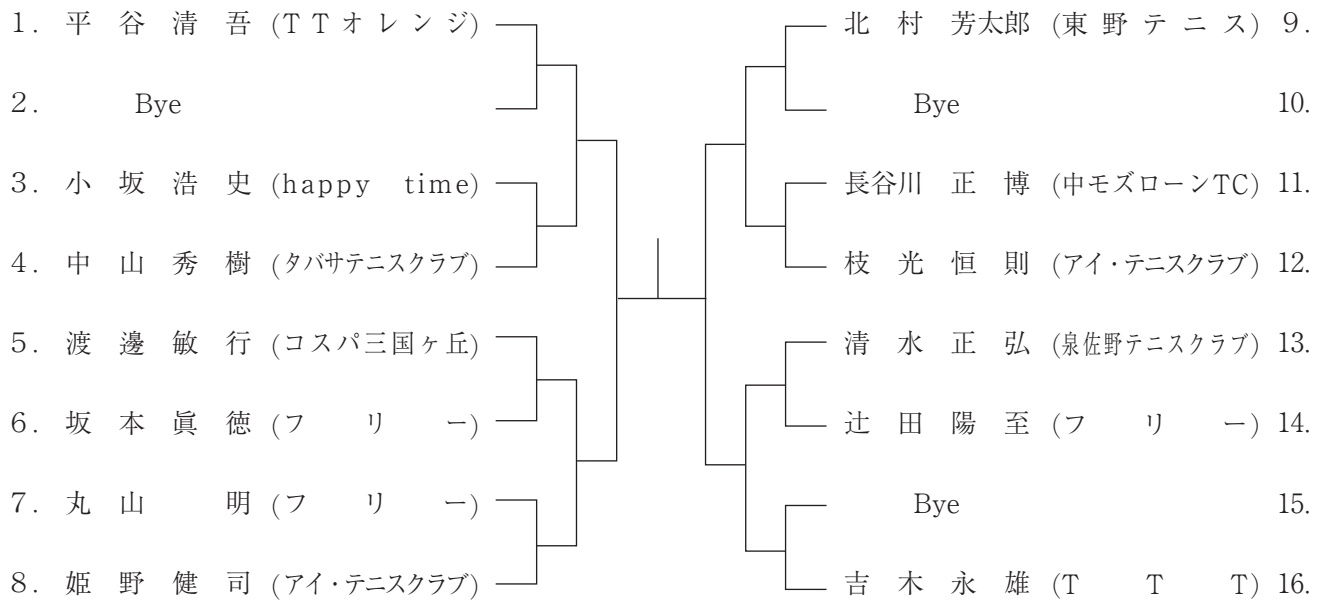 1. 平谷清吾 (TTオレンジ)
2. Bye
3. 小坂浩史 (happy time)
4. 中山秀樹 (タバサテニスクラブ)
5. 渡邊敏行 (コスパ三国ヶ丘)
6. 坂本眞徳 (フリー)
7. 丸山 明 (フリー)
8. 姫野健司 (アイ・テニスクラブ)
北村 芳太郎 (東野テニス) 9.
Bye 10.
長谷川 正博 (中モズローンTC) 11.
枝光恒則 (アイ・テニスクラブ) 12.
清水正弘 (泉佐野テニスクラブ) 13.
辻田陽至 (フリー) 14.
Bye 15.
吉木永雄 (TTT) 16.